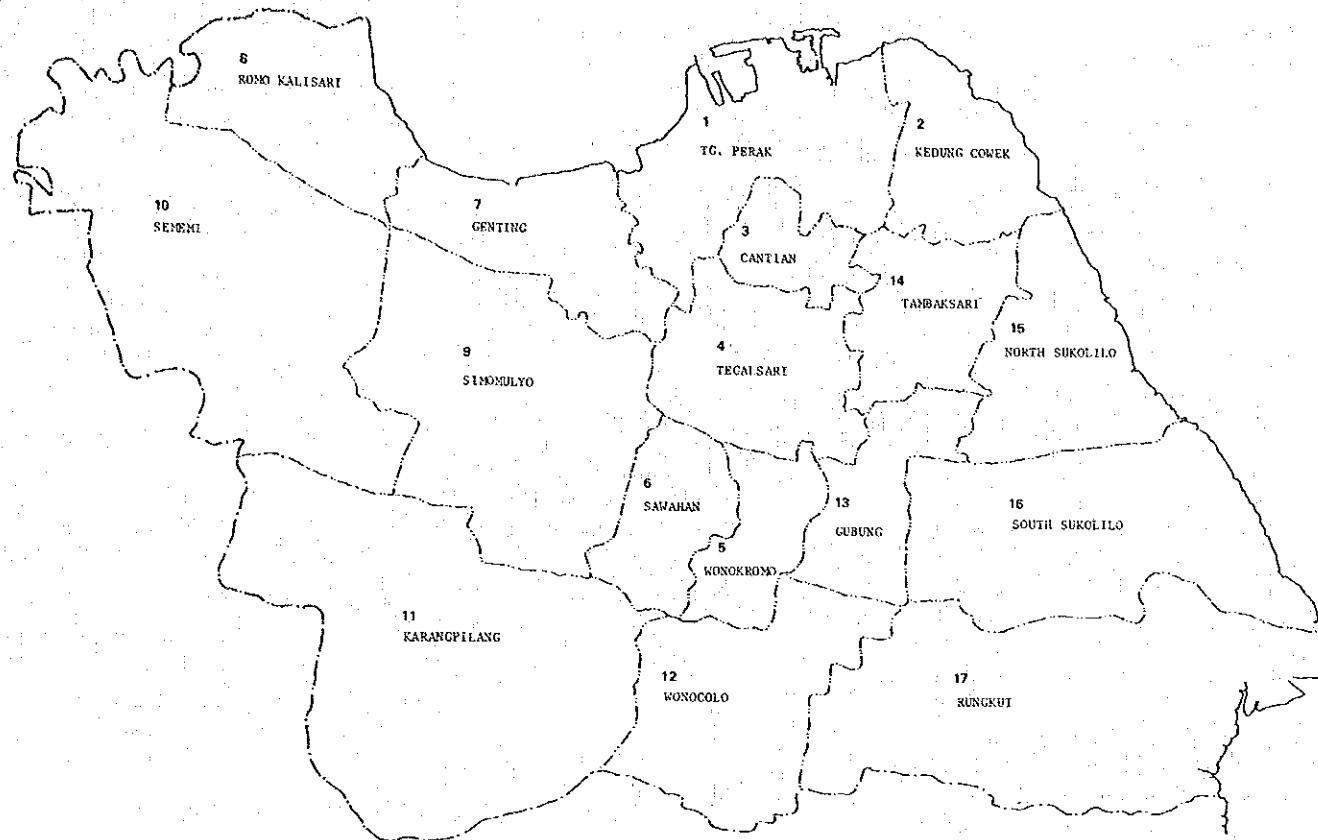 8
ROMO KALISARI
1
TG. PERAK
2
KEDUNG COWEK
10
SEMEMI
7
GENTING
3
CANTIAN
14
TAMBAKSARI
15
NORTH SUKOLILO
9
SIMOMULYO
4
TEGALSARI
6
SAWAHAN
5
WONOKROMO
13
GUBUNG
16
SOUTH SUKOLILO
11
KARANGPILANG
12
WONOCOLO
17
RUNGKUT